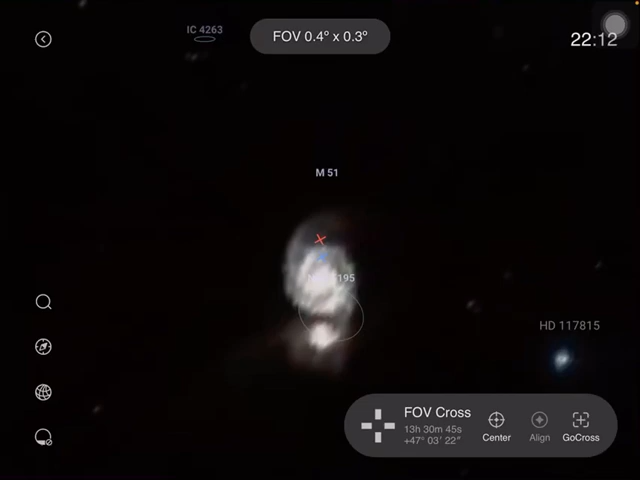 IC 4263
FOV 0.4° x 0.3°
22:12
M 51
195
HD 117815
FOV Cross
13h 30m 45s
+47° 03′ 22″
Center
Align
GoCross